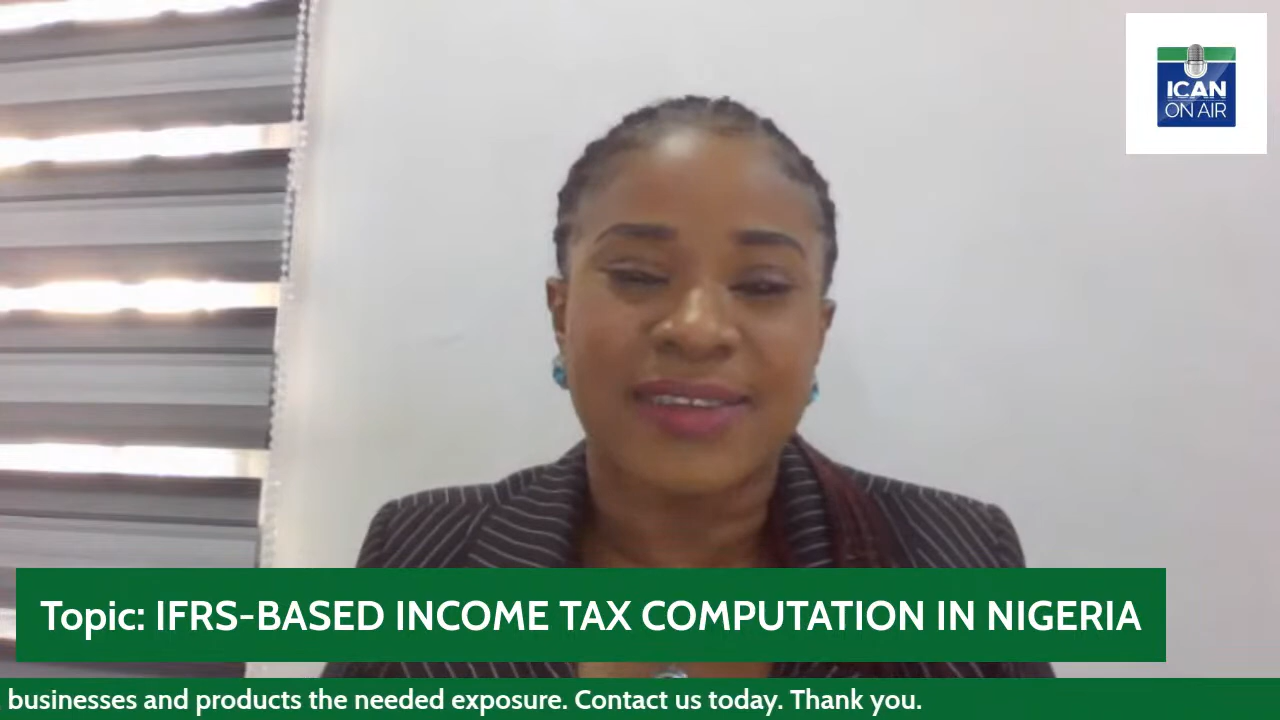 ICAN
ON AIR
Topic: IFRS-BASED INCOME TAX COMPUTATION IN NIGERIA
businesses and products the needed exposure. Contact us today. Thank you.